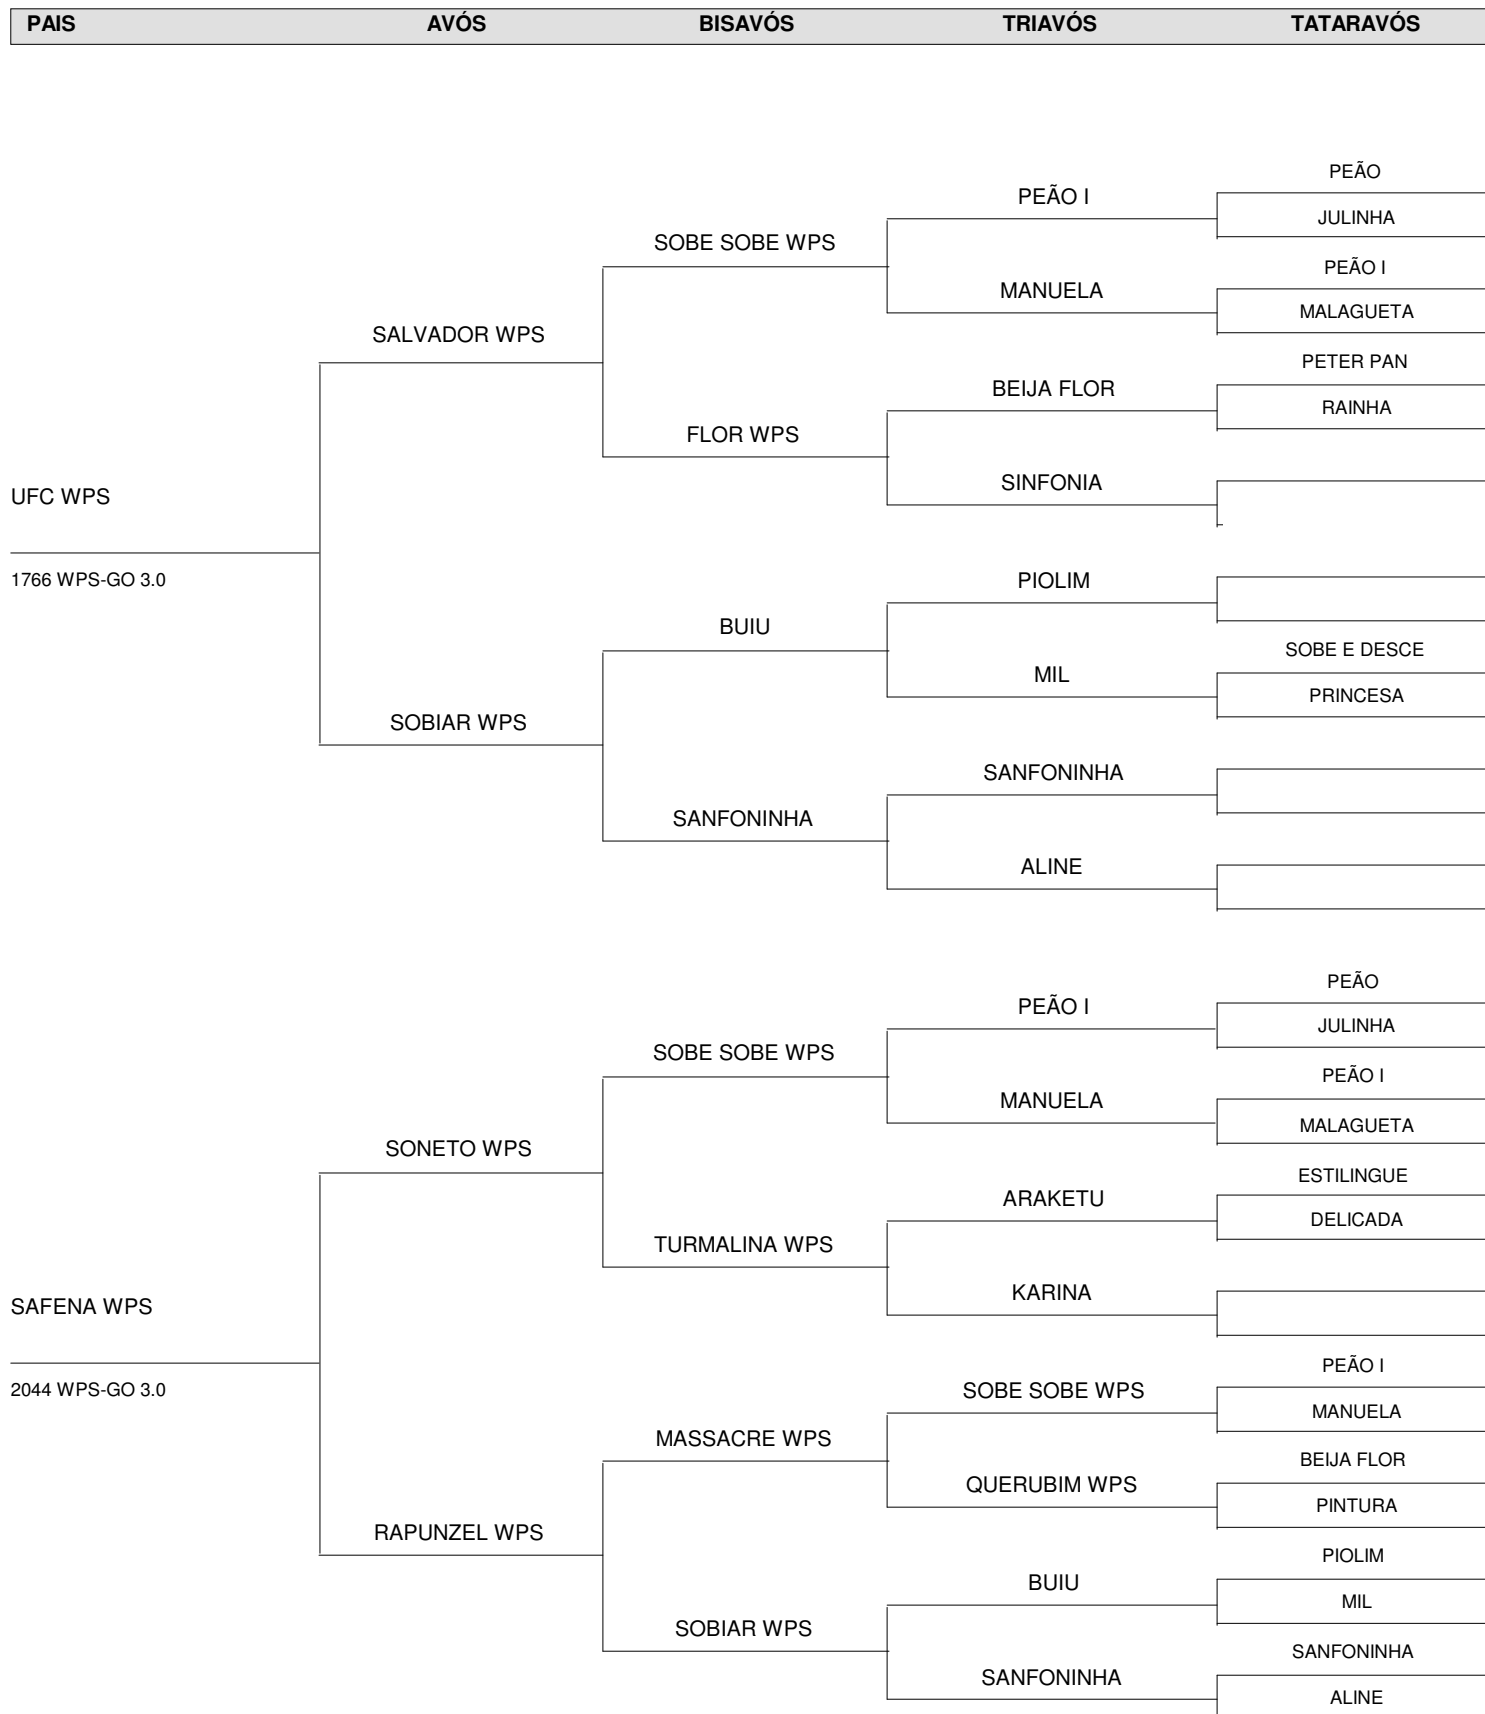 PAIS AVÓS BISAVÓS TRIAVÓS TATARAVÓS
PEÃO
PEÃO I
JULINHA
SOBE SOBE WPS
PEÃO I
MANUELA
MALAGUETA
SALVADOR WPS
PETER PAN
BEIJA FLOR
RAINHA
FLOR WPS
SINFONIA
UFC WPS
1766 WPS-GO 3.0
PIOLIM
BUIU
SOBE E DESCE
MIL
PRINCESA
SOBIAR WPS
SANFONINHA
SANFONINHA
ALINE
PEÃO
PEÃO I
JULINHA
SOBE SOBE WPS
PEÃO I
MANUELA
MALAGUETA
SONETO WPS
ESTILINGUE
ARAKETU
DELICADA
TURMALINA WPS
KARINA
SAFENA WPS
PEÃO I
2044 WPS-GO 3.0
SOBE SOBE WPS
MANUELA
MASSACRE WPS
BEIJA FLOR
QUERUBIM WPS
PINTURA
RAPUNZEL WPS
PIOLIM
BUIU
MIL
SOBIAR WPS
SANFONINHA
SANFONINHA
ALINE